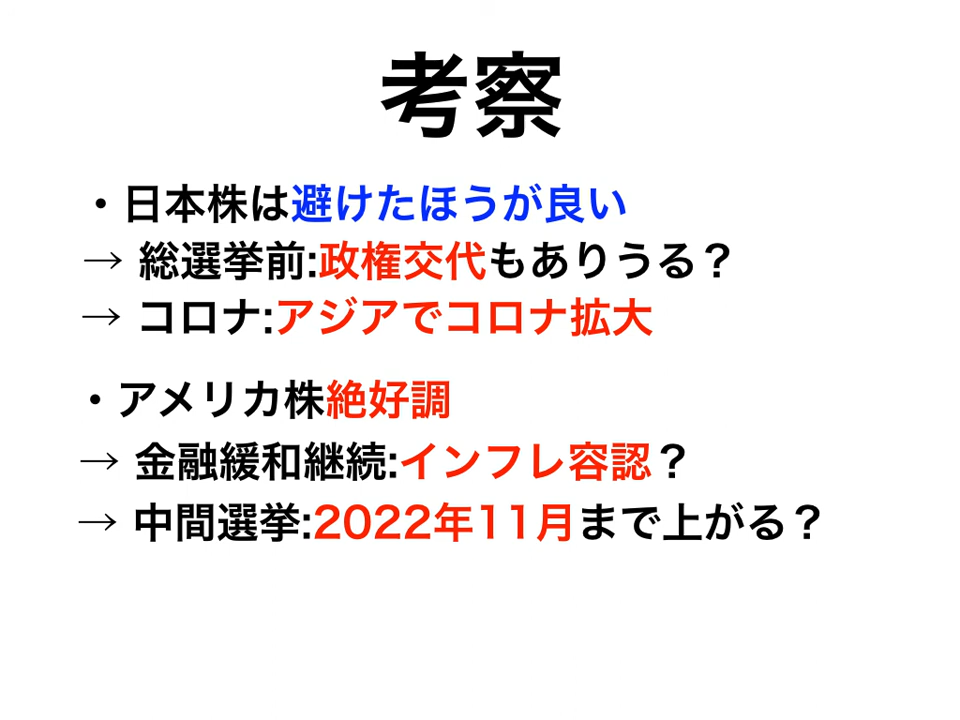 考察
・日本株は避けたほうが良い
→ 総選挙前:政権交代もありうる？
→ コロナ:アジアでコロナ拡大
・アメリカ株絶好調
→ 金融緩和継続:インフレ容認？
→ 中間選挙:2022年11月まで上がる？